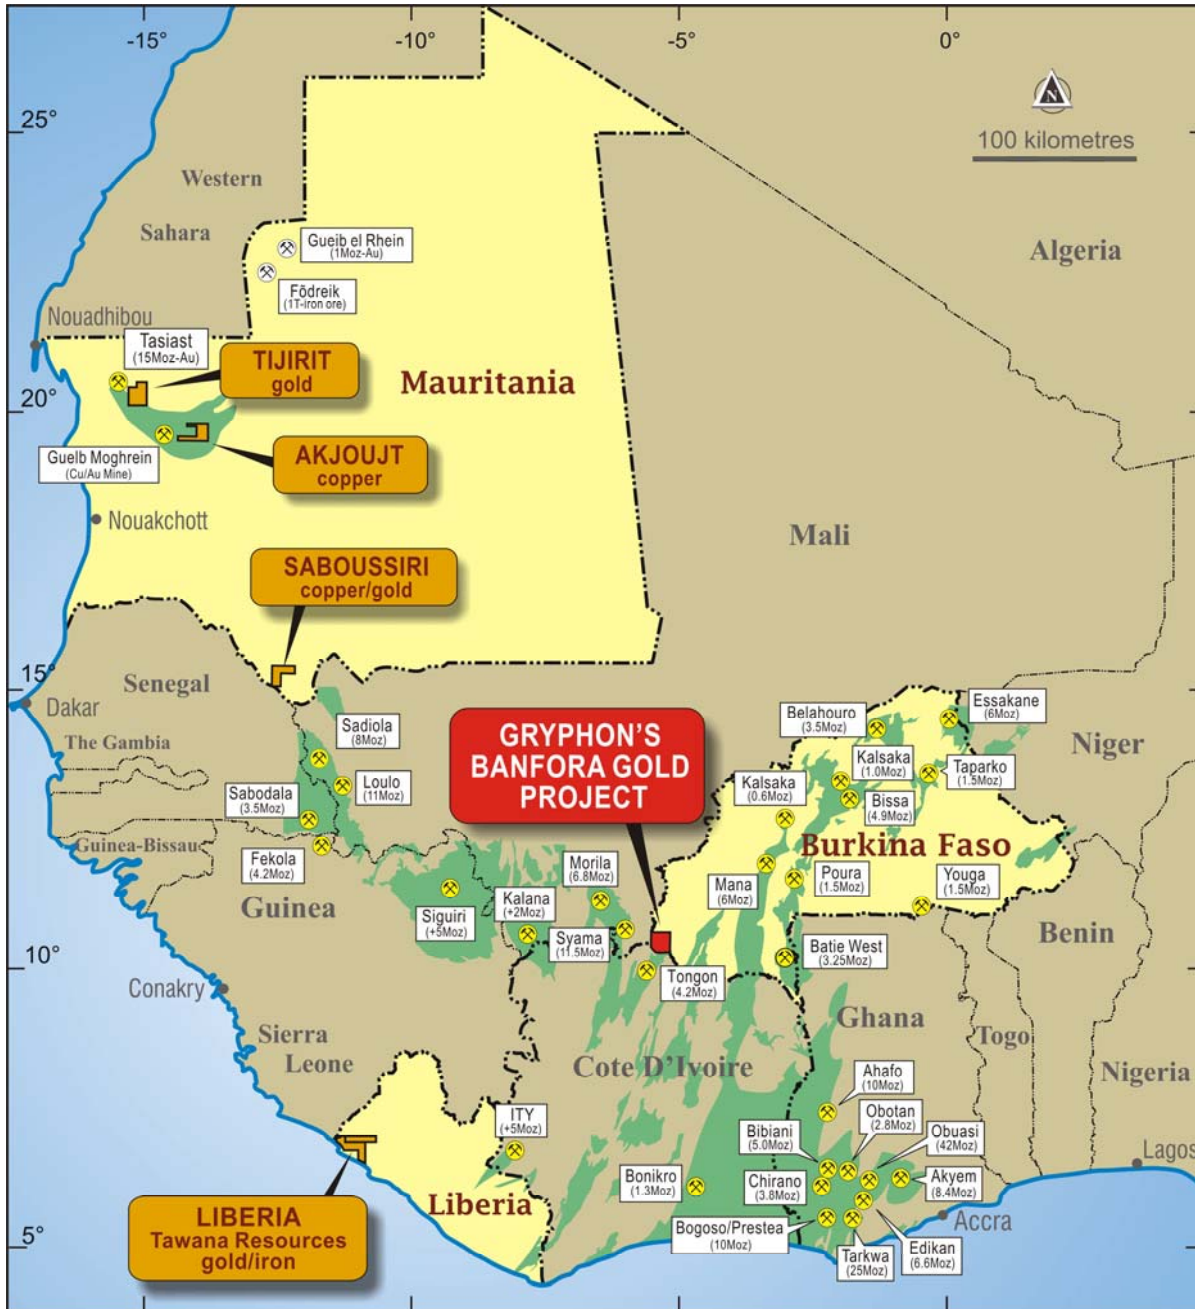 -15°
-10°
-5°
0°
25°
N
100 kilometres
Western
Sahara
Gueib el Rhein
(1Moz-Au)
Algeria
Födreik
(1T-iron ore)
Nouadhibou
Tasiast
(15Moz-Au)
TIJIRIT
gold
Mauritania
20°
Guelb Moghrein
(Cu/Au Mine)
AKJOUJT
copper
Nouakchott
Mali
SABOUSSIRI
copper/gold
15°
Senegal
Dakar
The Gambia
Sadiola
(8Moz)
Loulo
(11Moz)
Sabodala
(3.5Moz)
Guinea-Bissau
Fekola
(4.2Moz)
GRYPHON'S
BANFORA GOLD
PROJECT
Belahouro
(3.5Moz)
Essakane
(6Moz)
Niger
Kalsaka
(1.0Moz)
Taparko
(1.5Moz)
Kalsaka
(0.6Moz)
Bissa
(4.9Moz)
Burkina Faso
Guinea
Siguiri
(+5Moz)
Morila
(6.8Moz)
Kalana
(+2Moz)
Syama
(11.5Moz)
Mana
(6Moz)
Poura
(1.5Moz)
Youga
(1.5Moz)
Benin
10°
Batie West
(3.25Moz)
Tongon
(4.2Moz)
Conakry
Sierra
Leone
Ghana
Togo
Cote D'Ivoire
Nigeria
Ahafo
(10Moz)
Obotan
(2.8Moz)
ITY
(+5Moz)
Bibiani
(5.0Moz)
Obuasi
(42Moz)
Lagos
Bonikro
(1.3Moz)
Chirano
(3.8Moz)
Akyem
(8.4Moz)
Liberia
LIBERIA
Tawana Resources
gold/iron
5°
Bogoso/Prestea
(10Moz)
Accra
Tarkwa
(25Moz)
Edikan
(6.6Moz)